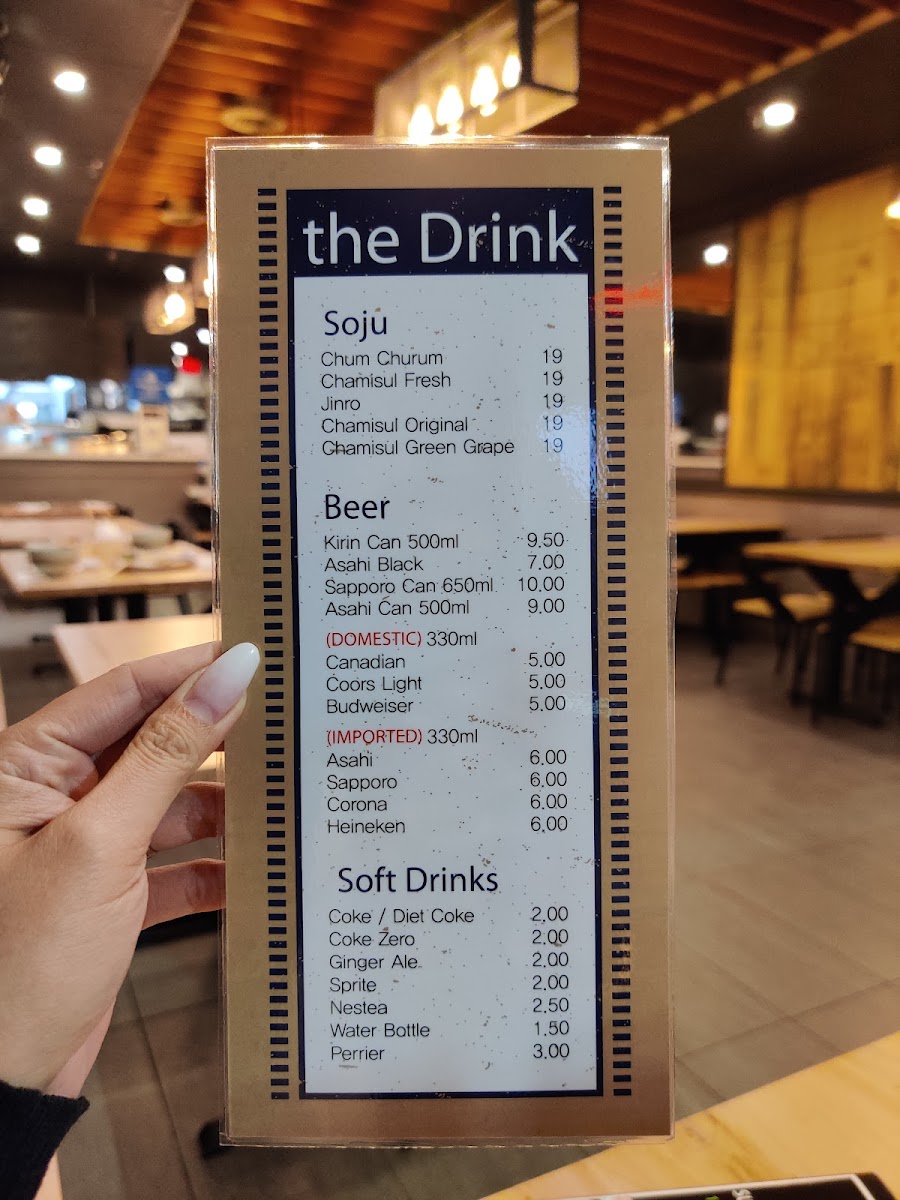 the Drink
Soju
Chum Churum 19
Chamisul Fresh 19
Jinro 19
Chamisul Original 19
Chamisul Green Grape 19
Beer
Kirin Can 500ml 9.50
Asahi Black 7.00
Sapporo Can 650ml 10.00
Asahi Can 500ml 9.00
(DOMESTIC) 330ml
Canadian 5.00
Coors Light 5.00
Budweiser 5.00
(IMPORTED) 330ml
Asahi 6.00
Sapporo 6.00
Corona 6.00
Heineken 6.00
Soft Drinks
Coke / Diet Coke 2.00
Coke Zero 2.00
Ginger Ale 2.00
Sprite 2.00
Nestea 2.50
Water Bottle 1.50
Perrier 3.00